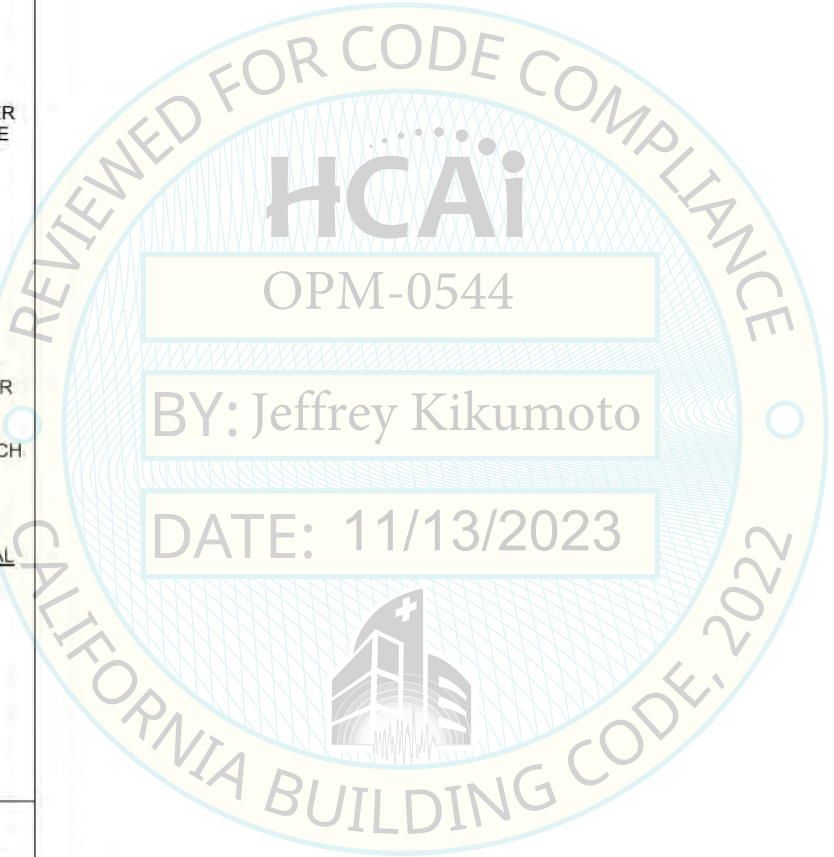 REVIEWED FOR CODE COMPLIANCE
HCAi
OPM-0544
BY: Jeffrey Kikumoto
DATE: 11/13/2023
CALIFORNIA BUILDING CODE, 2022